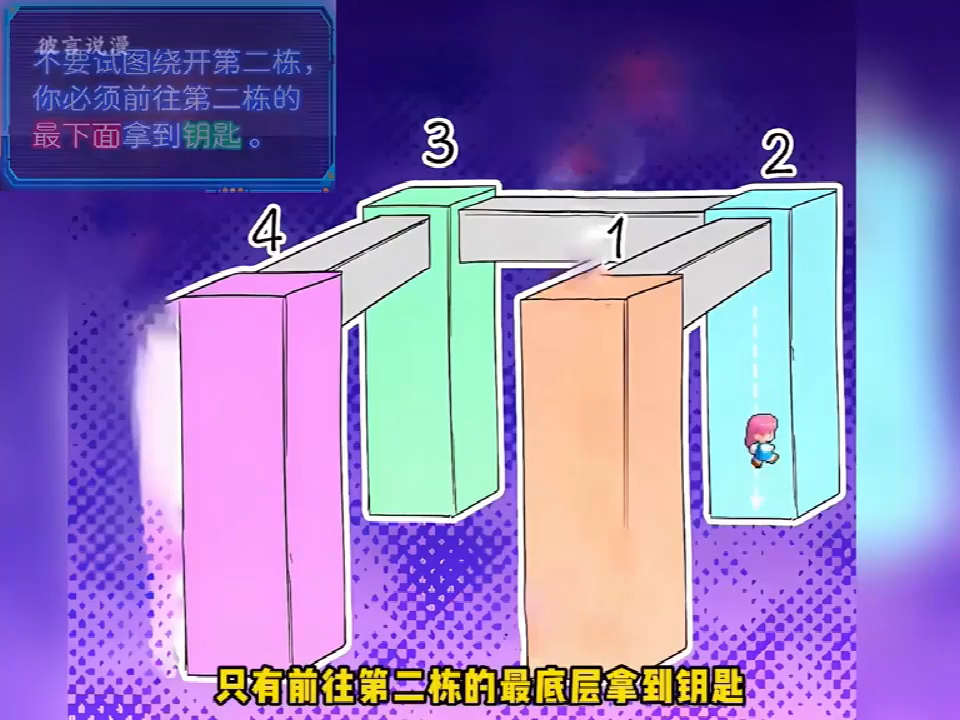 彼言说漫
不要试图绕开第二栋，
你必须前往第二栋的
最下面拿到钥匙。
3
2
4
1
只有前往第二栋的最底层拿到钥匙